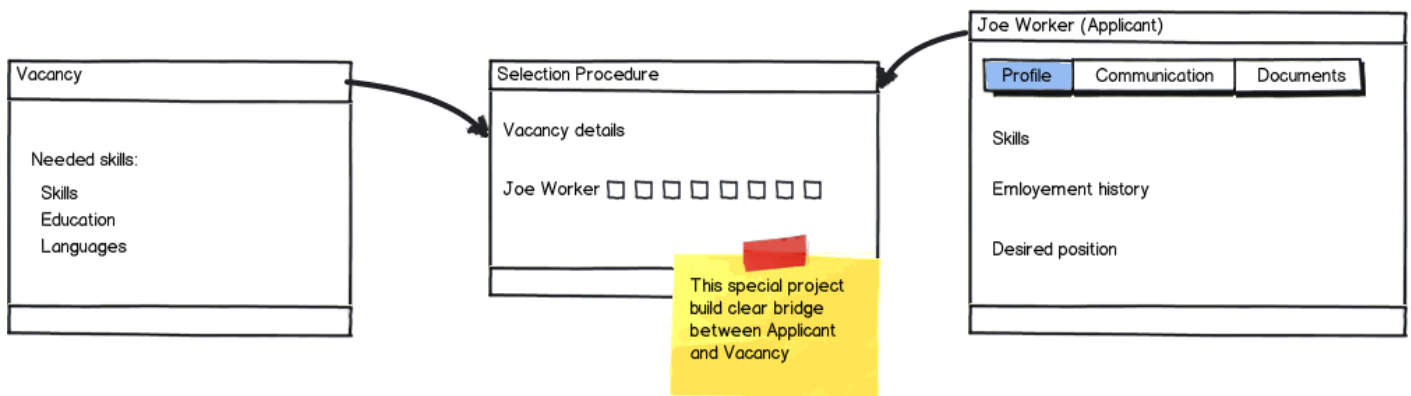 Vacancy
Needed skills:
Skills
Education
Languages
Selection Procedure
Vacancy details
Joe Worker
This special project
build clear bridge
between Applicant
and Vacancy
Joe Worker (Applicant)
Profile Communication Documents
Skills
Emloyement history
Desired position